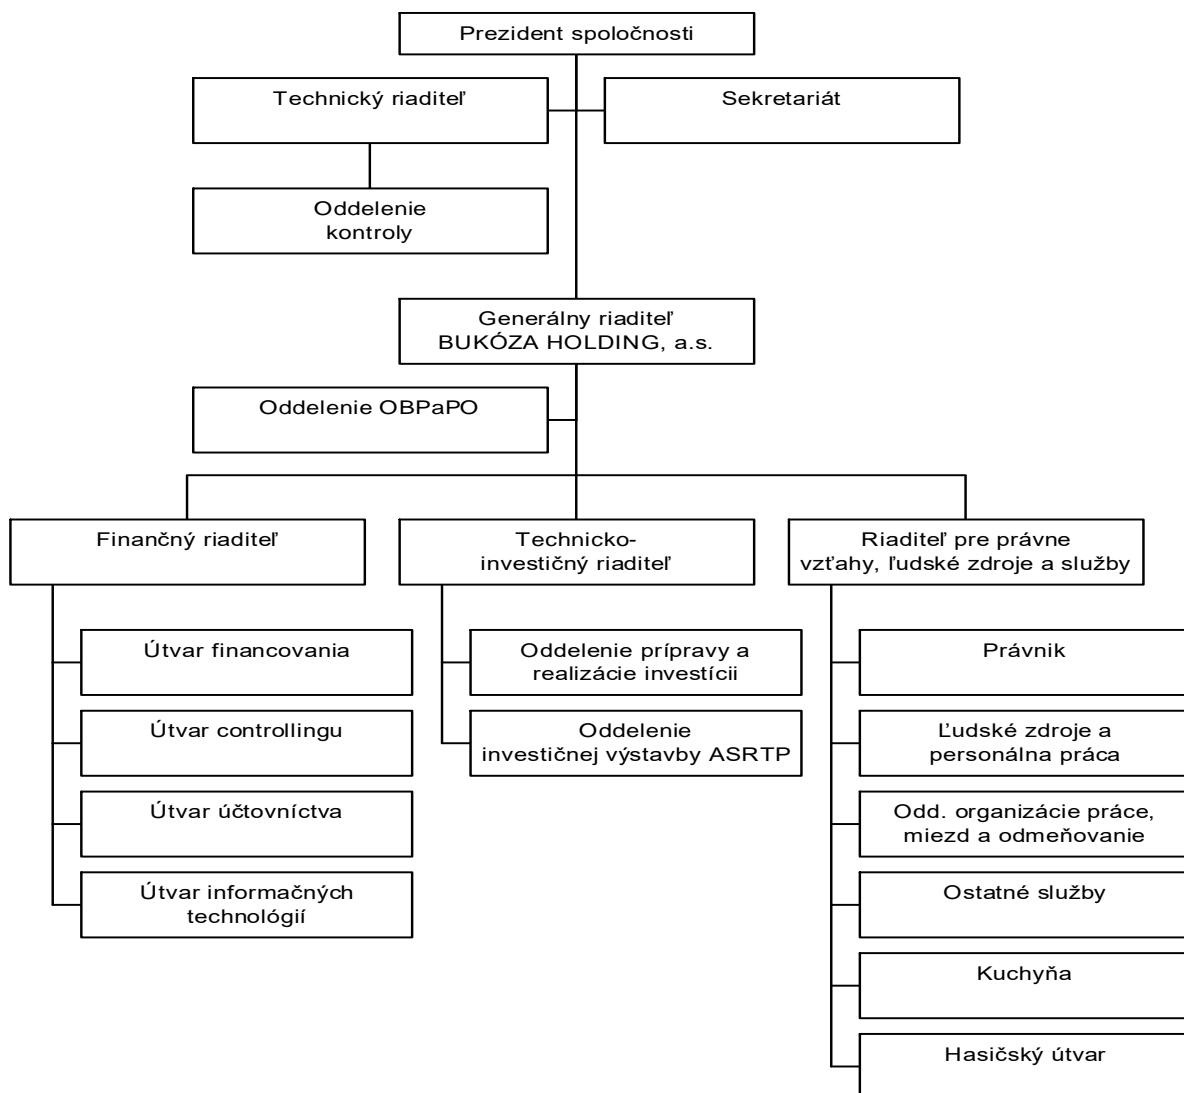 Prezident spoločnosti
Technický riaditeľ
Sekretariát
Oddelenie
kontroly
Generálny riaditeľ
BUKÓZA HOLDING, a.s.
Oddelenie OBPaPO
Finančný riaditeľ
Technicko-
investičný riaditeľ
Riaditeľ pre právne
vzťahy, ľudské zdroje a služby
Útvar financovania
Útvar controllingu
Útvar účtovníctva
Útvar informačných
technológií
Oddelenie prípravy a
realizácie investícii
Oddelenie
investičnej výstavby ASRTP
Právnik
Ľudské zdroje a
personálna práca
Odd. organizácie práce,
miezd a odmeňovanie
Ostatné služby
Kuchyňa
Hasičský útvar